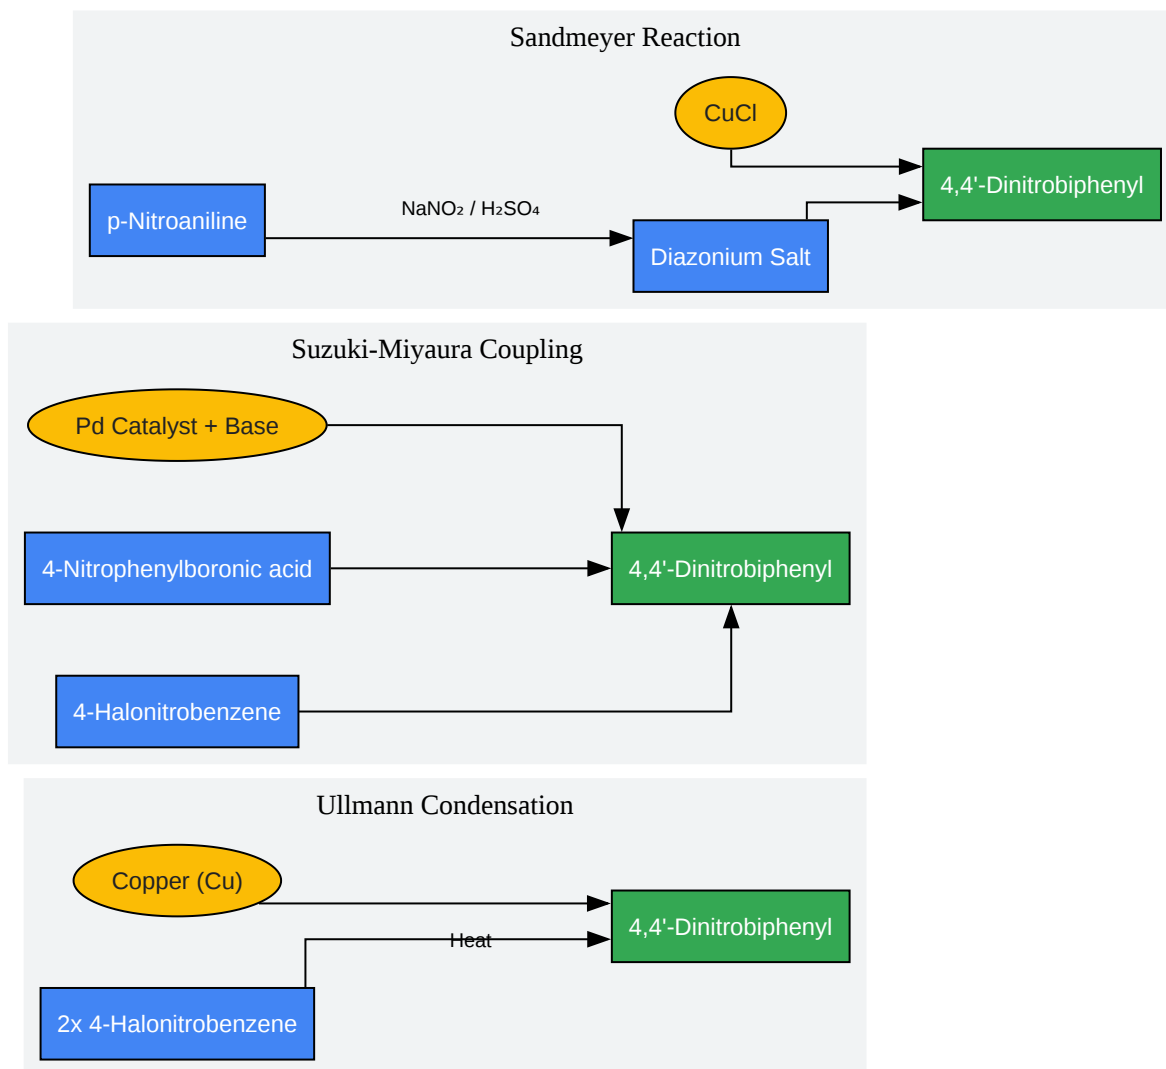 Sandmeyer Reaction
CuCl
4,4'-Dinitrobiphenyl
p-Nitroaniline
NaNO₂ / H₂SO₄
Diazonium Salt
Suzuki-Miyaura Coupling
Pd Catalyst + Base
4-Nitrophenylboronic acid
4,4'-Dinitrobiphenyl
4-Halonitrobenzene
Ullmann Condensation
Copper (Cu)
4,4'-Dinitrobiphenyl
Heat
2x 4-Halonitrobenzene